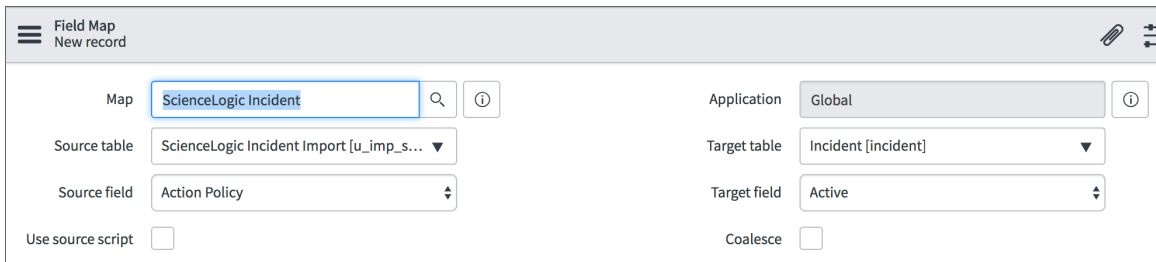 Field Map
New record
Map ScienceLogic Incident
Application Global
Source table ScienceLogic Incident Import [u_imp_s...
Target table Incident [incident]
Source field Action Policy
Target field Active
Use source script
Coalesce